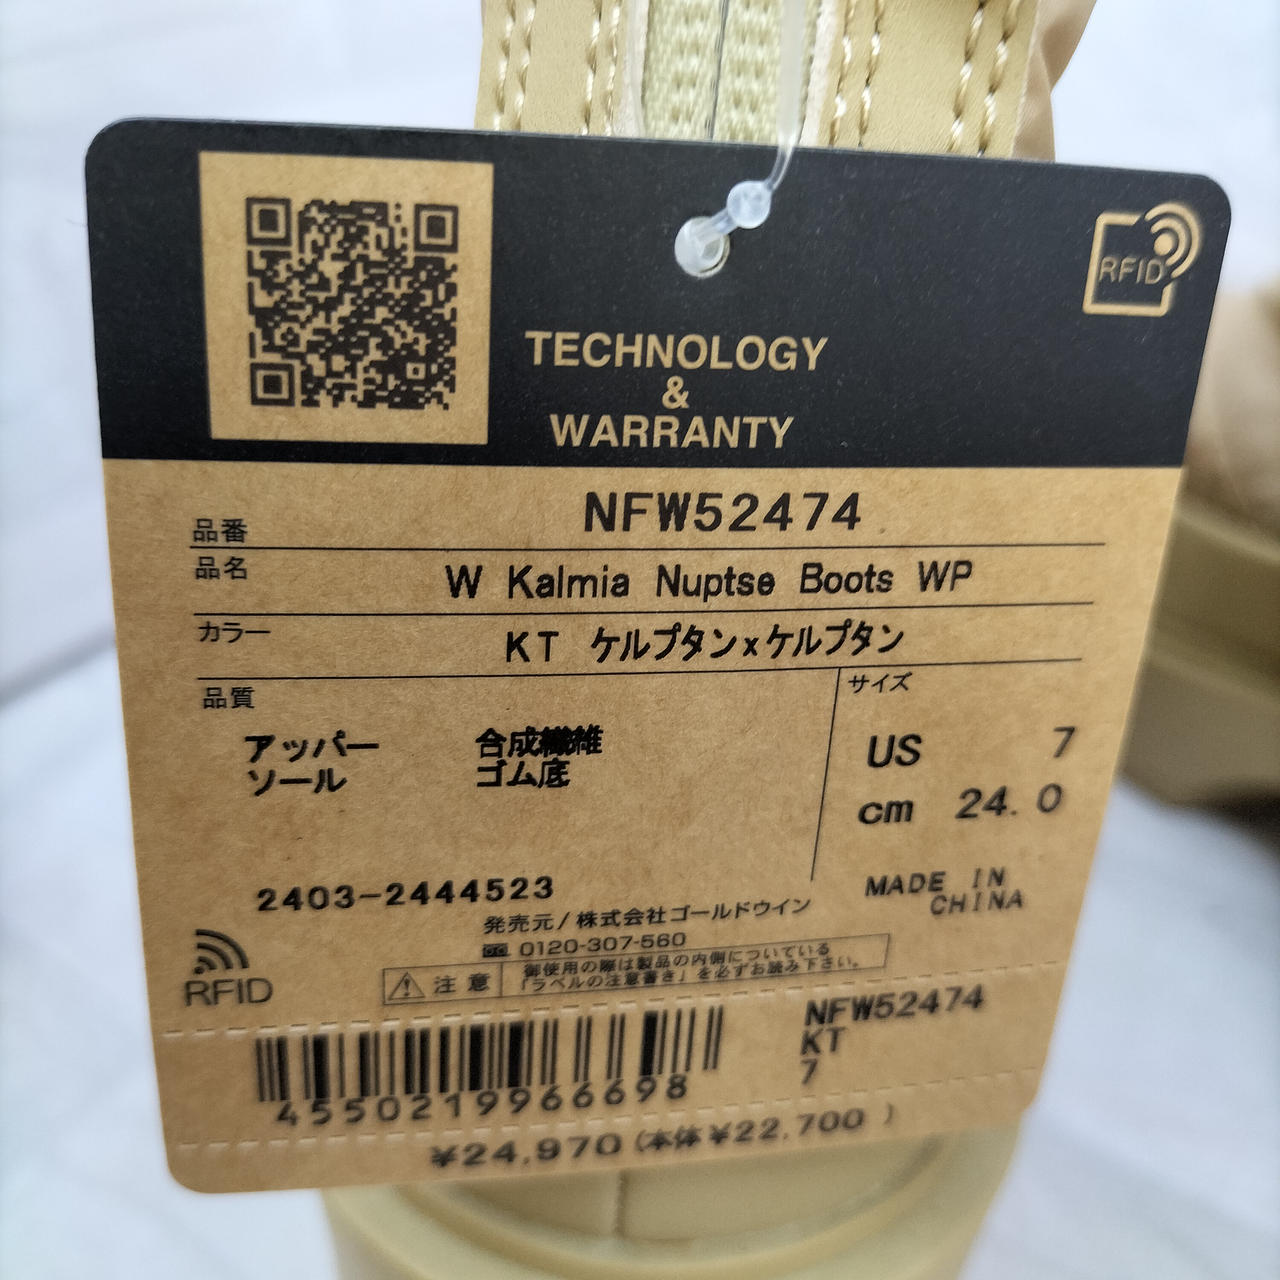 RFID
TECHNOLOGY
&
WARRANTY
品番 NFW52474
品名 W Kalmia Nuptse Boots WP
カラー KT ケルプタン×ケルプタン
品質
アッパー 合成繊維
ソール ゴム底
サイズ
US 7
cm 24.0
2403-2444523
MADE IN
CHINA
発売元/株式会社ゴールドウイン
0120-307-560
RFID
注意
御使用の際は製品の内側についている
「ラベルの注意書き」を必ずお読み下さい。
NFW52474
KT
7
4550219966698
¥24,970(本体¥22,700 )